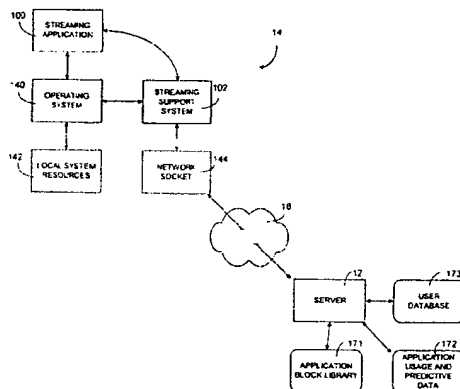 100
STREAMING
APPLICATION
14
140
OPERATING
SYSTEM
STREAMING
SUPPORT
SYSTEM
102
142
LOCAL SYSTEM
RESOURCES
NETWORK
SOCKET
144
16
12
SERVER
173
USER
DATABASE
171
APPLICATION
BLOCK LIBRARY
172
APPLICATION
USAGE AND
PREDICTIVE
DATA